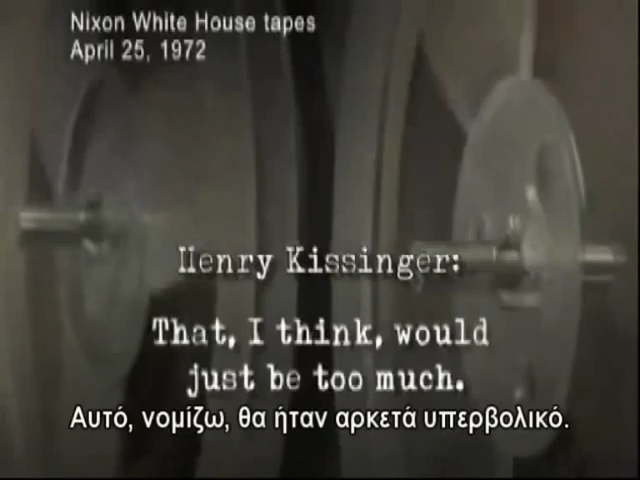 Nixon White House tapes
April 25, 1972
Henry Kissinger:
That, I think, would
just be too much.
Αυτό, νομίζω, θα ήταν αρκετά υπερβολικό.